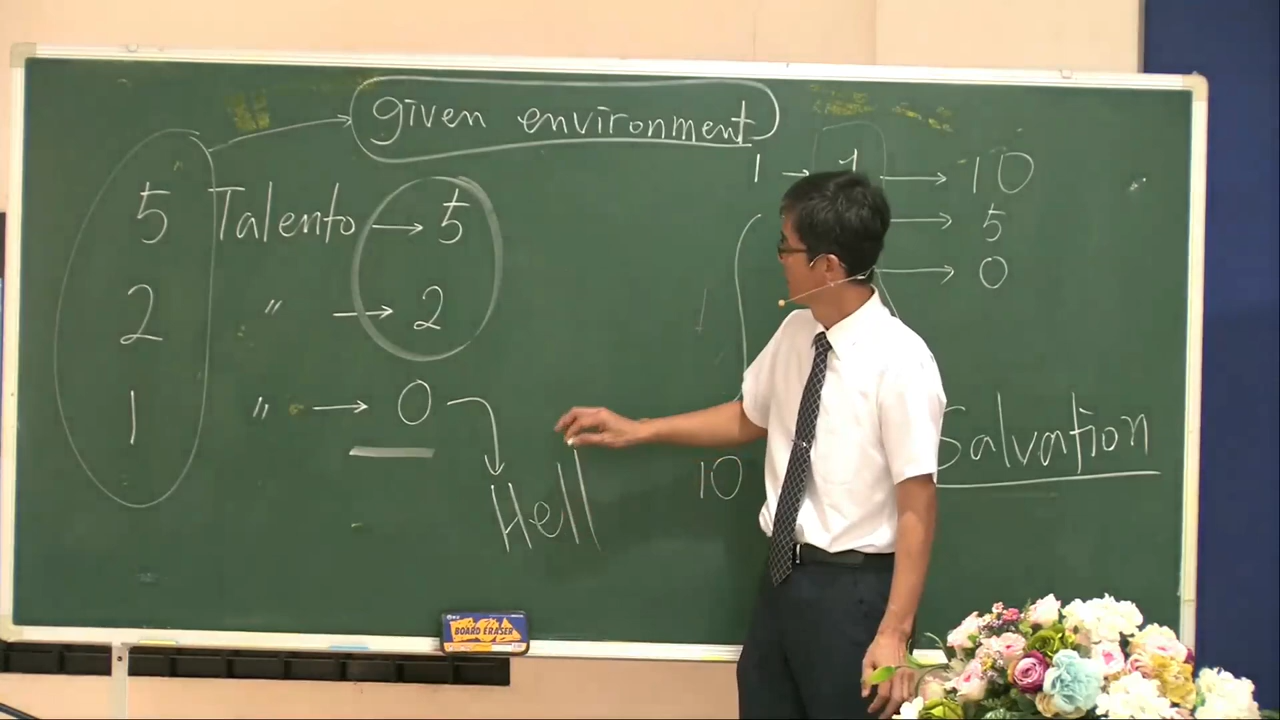 given environment
5 Talento → 5
2 〃 → 2
1 〃 → 0
Hell
1 → 1 → 10
→ 5
→ 0
10
Salvation
BOARD ERASER